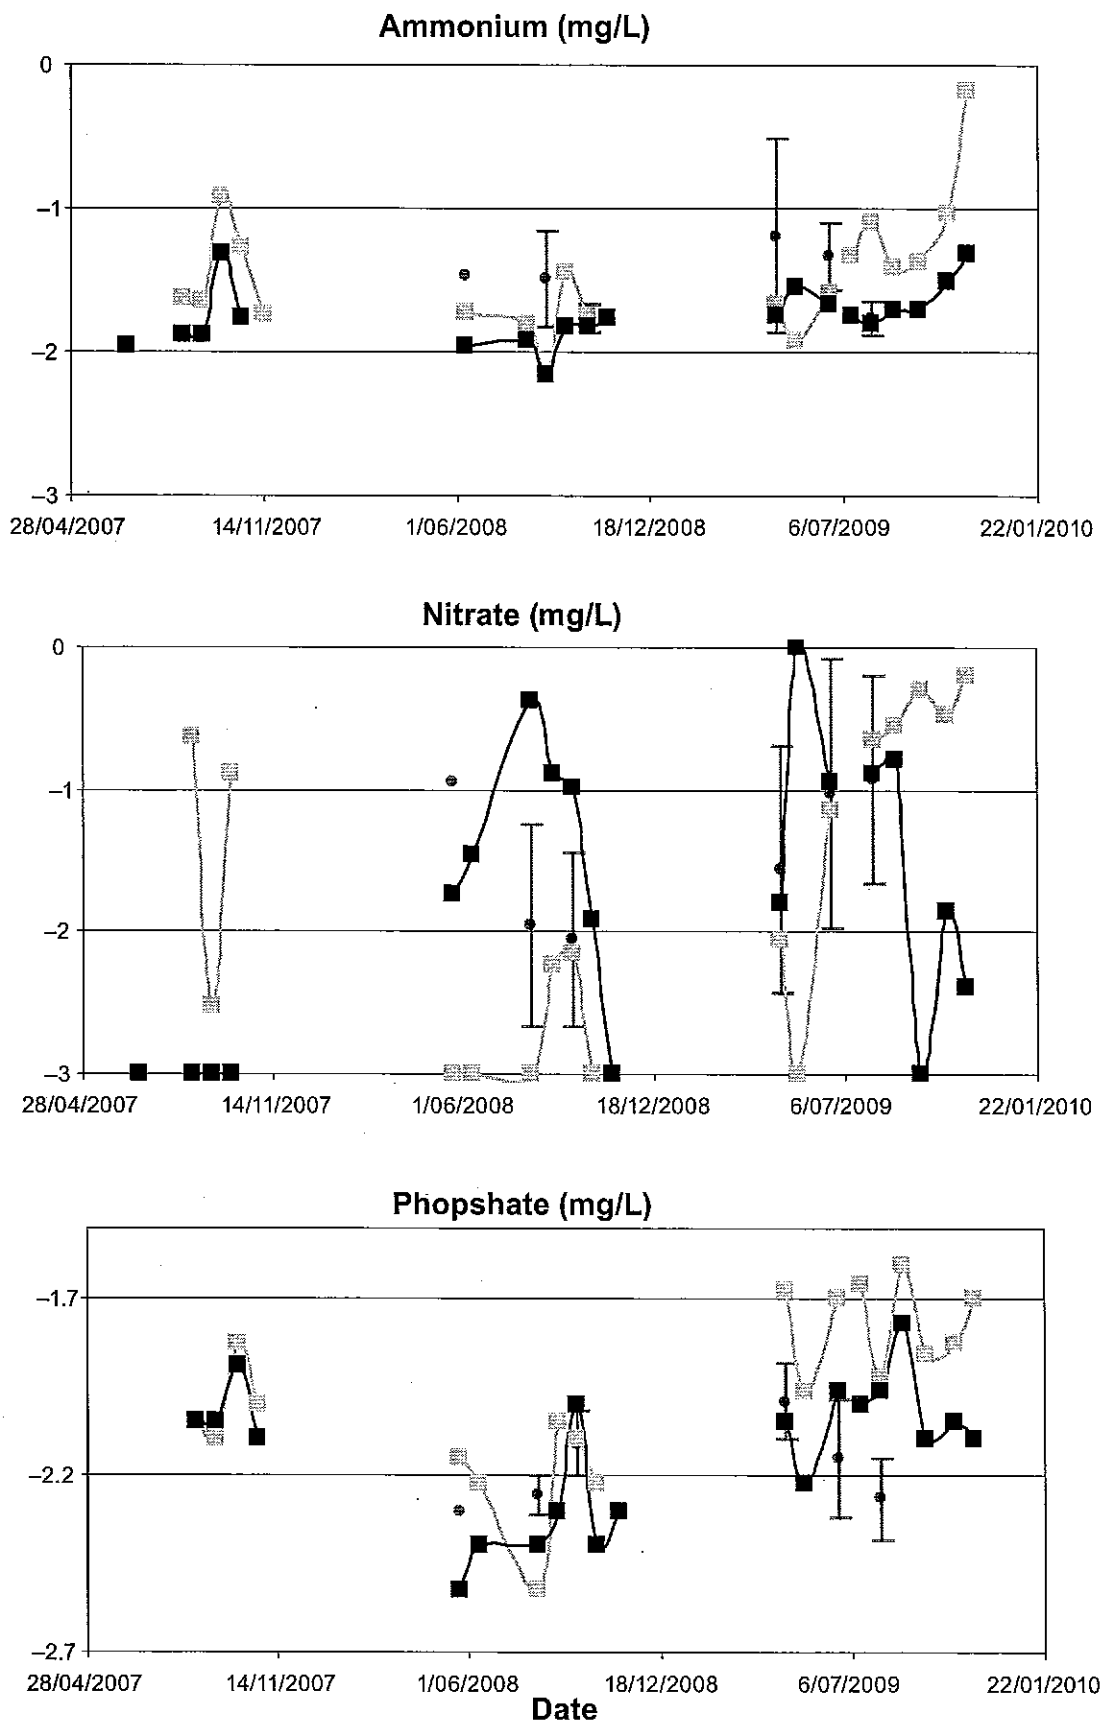 Ammonium (mg/L)
0
–1
–2
–3
28/04/2007 14/11/2007 1/06/2008 18/12/2008 6/07/2009 22/01/2010
Nitrate (mg/L)
0
–1
–2
–3
28/04/2007 14/11/2007 1/06/2008 18/12/2008 6/07/2009 22/01/2010
Phopshate (mg/L)
–1.7
–2.2
–2.7
28/04/2007 14/11/2007 1/06/2008 18/12/2008 6/07/2009 22/01/2010
Date